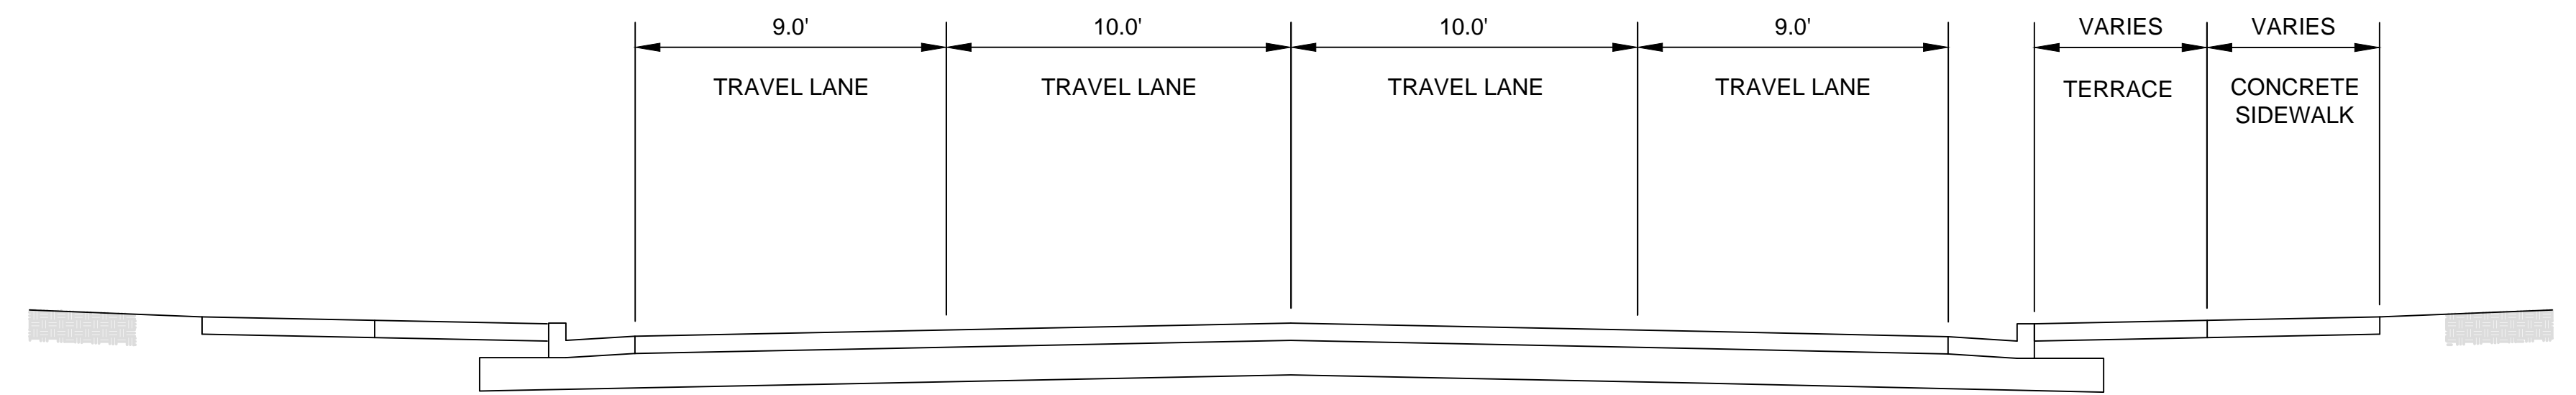 9.0' 10.0' 10.0' 9.0' VARIES VARIES
TRAVEL LANE TRAVEL LANE TRAVEL LANE TRAVEL LANE TERRACE CONCRETE
SIDEWALK